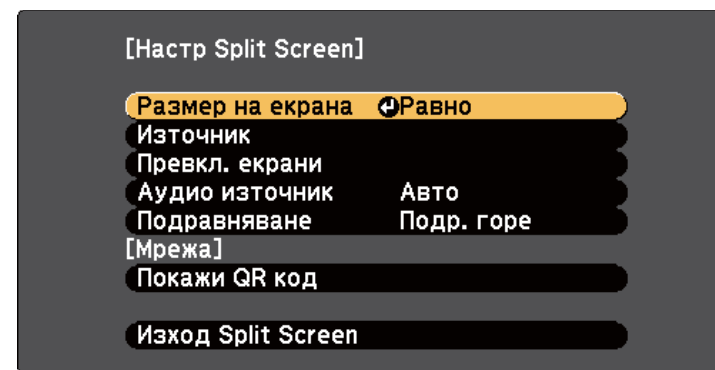 [Настр Split Screen]
Размер на екрана Равно
Източник
Превкл. екрани
Аудио източник Авто
Подравняване Подр. горе
[Мрежа]
Покажи QR код
Изход Split Screen